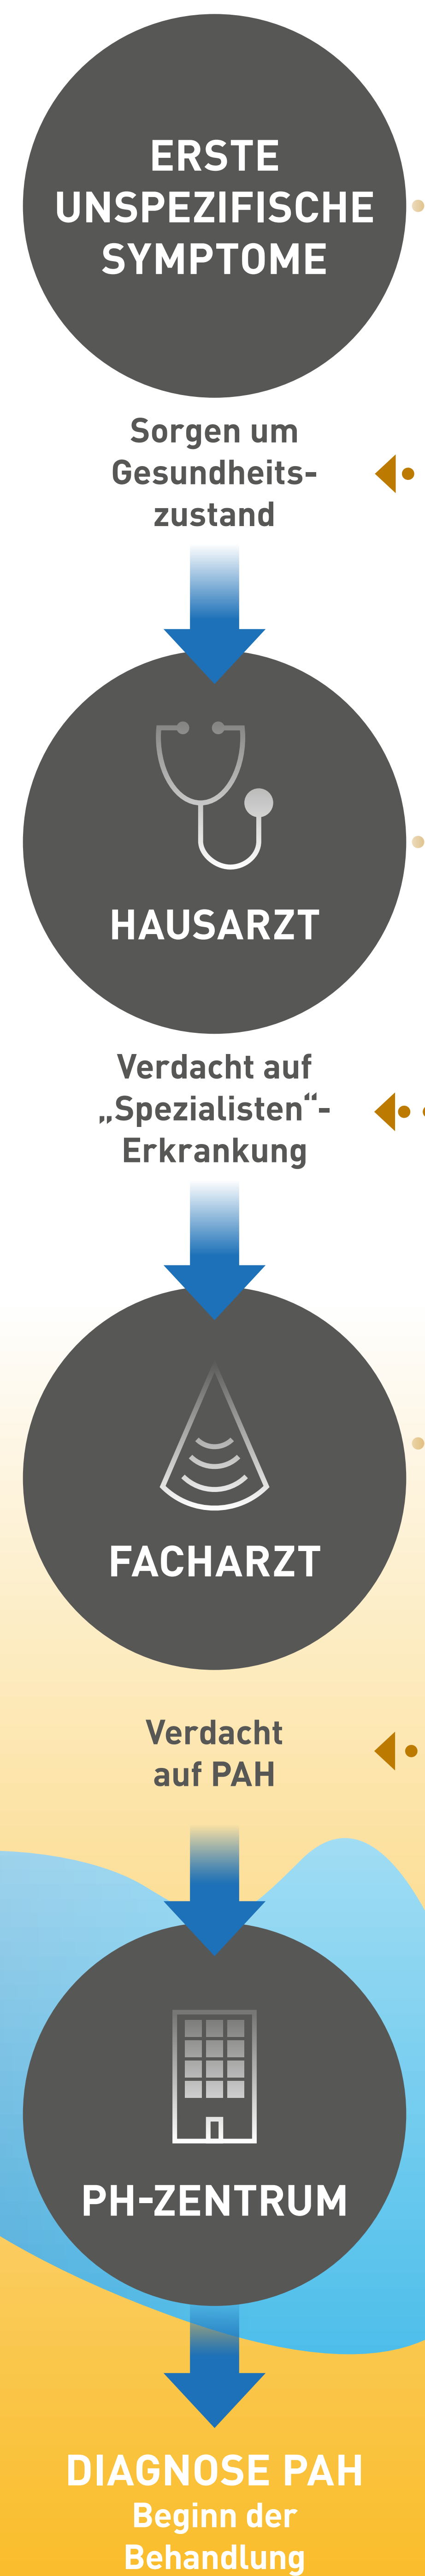 ERSTE
UNSPEZIFISCHE
SYMPTOME
Sorgen um
Gesundheits-
zustand
HAUSARZT
Verdacht auf
„Spezialisten“-
Erkrankung
FACHARZT
Verdacht
auf PAH
PH-ZENTRUM
DIAGNOSE PAH
Beginn der
Behandlung